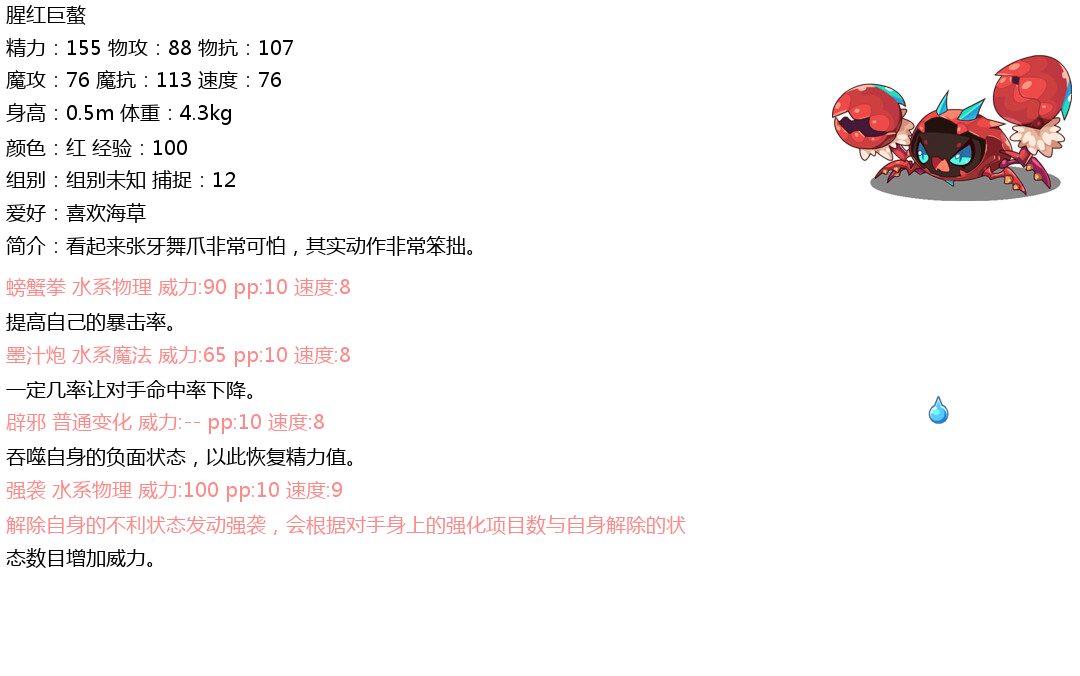 腥红巨螯
精力：155 物攻：88 物抗：107
魔攻：76 魔抗：113 速度：76
身高：0.5m 体重：4.3kg
颜色：红 经验：100
组别：组别未知 捕捉：12
爱好：喜欢海草
简介：看起来张牙舞爪非常可怕，其实动作非常笨拙。
螃蟹拳 水系物理 威力:90 pp:10 速度:8
提高自己的暴击率。
墨汁炮 水系魔法 威力:65 pp:10 速度:8
一定几率让对手命中率下降。
辟邪 普通变化 威力:-- pp:10 速度:8
吞噬自身的负面状态，以此恢复精力值。
强袭 水系物理 威力:100 pp:10 速度:9
解除自身的不利状态发动强袭，会根据对手身上的强化项目数与自身解除的状
态数目增加威力。